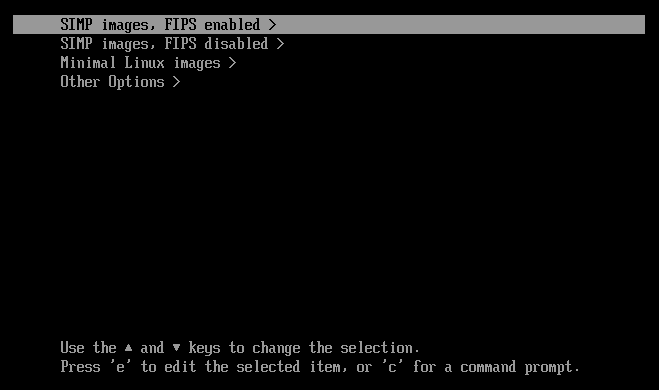 SIMP images, FIPS enabled >
SIMP images, FIPS disabled >
Minimal Linux images >
Other Options >
Use the ▲ and ▼ keys to change the selection.
Press 'e' to edit the selected item, or 'c' for a command prompt.